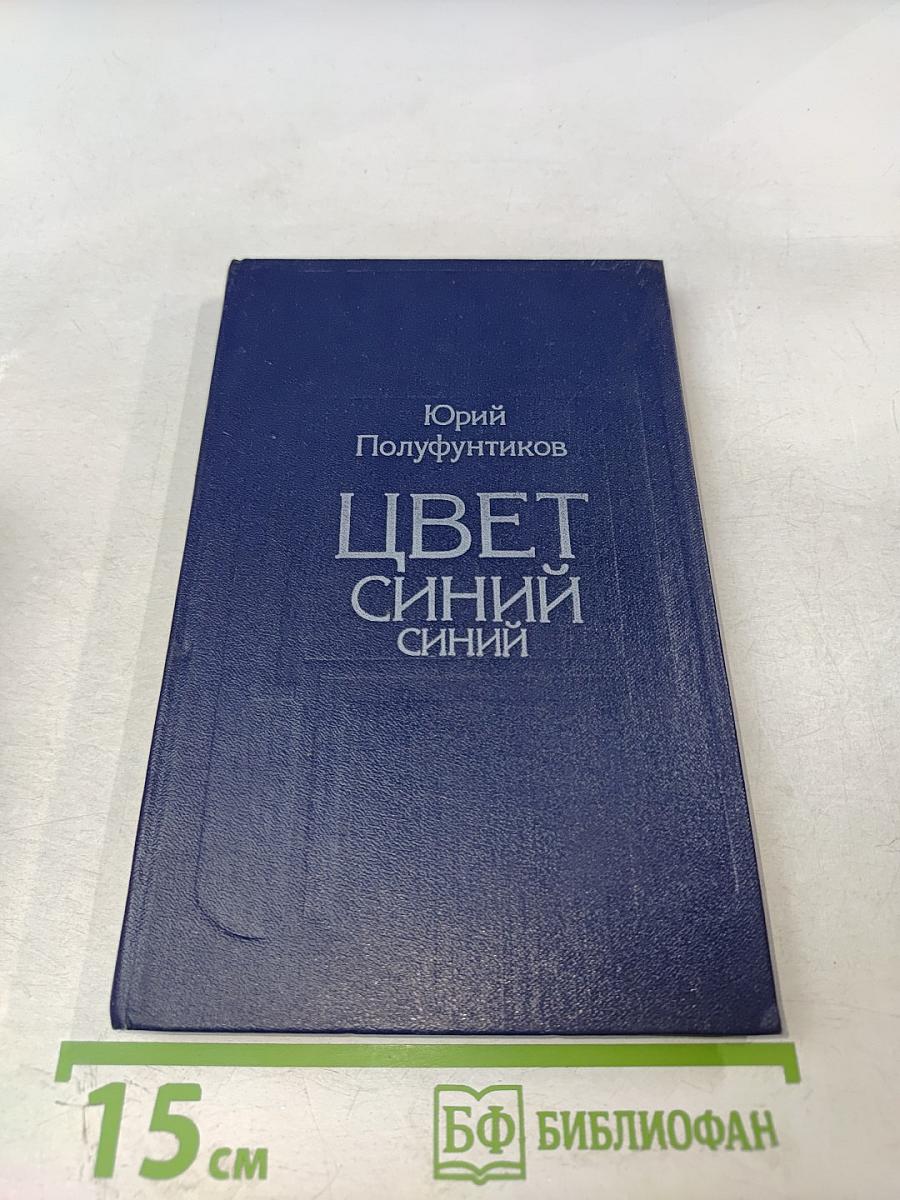 Юрий
Полуфунтиков
ЦВЕТ
СИНИЙ
СИНИЙ
15 см
БФ БИБЛИОФАН